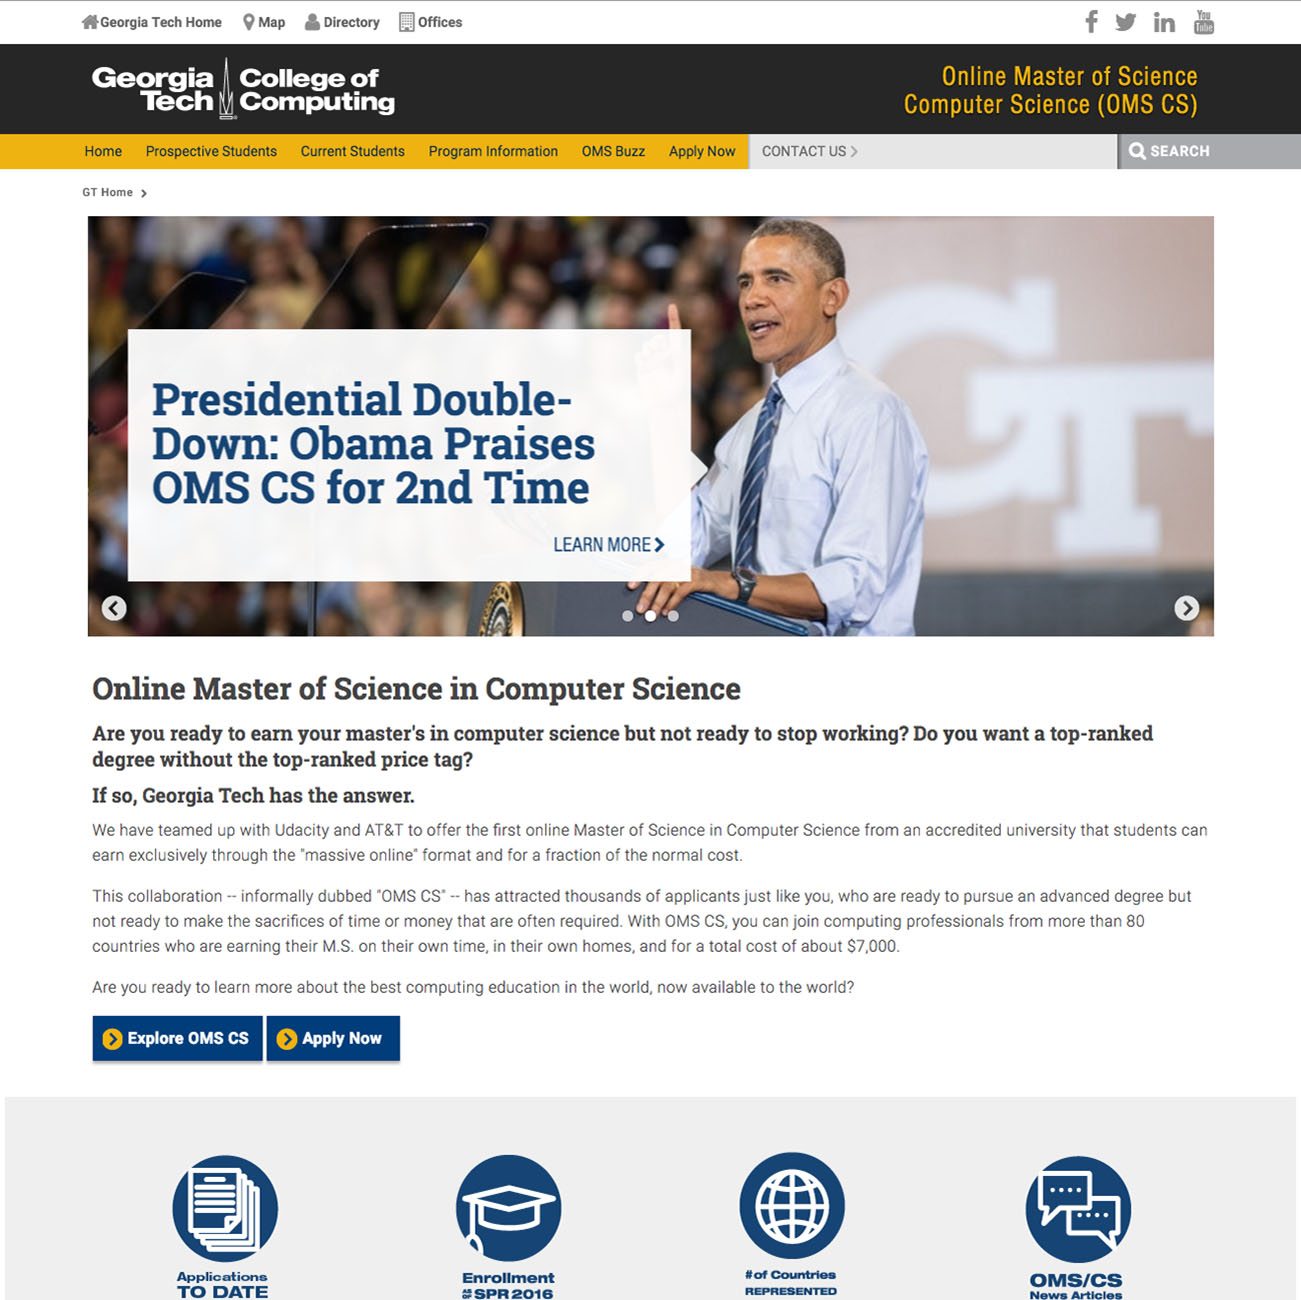 Georgia Tech Home Map Directory Offices
You
Tube
Georgia
Tech
College of
Computing
Online Master of Science
Computer Science (OMS CS)
Home Prospective Students Current Students Program Information OMS Buzz Apply Now CONTACT US SEARCH
GT Home
GT
Presidential Double-
Down: Obama Praises
OMS CS for 2nd Time
LEARN MORE
Online Master of Science in Computer Science
Are you ready to earn your master's in computer science but not ready to stop working? Do you want a top-ranked
degree without the top-ranked price tag?
If so, Georgia Tech has the answer.
We have teamed up with Udacity and AT&T to offer the first online Master of Science in Computer Science from an accredited university that students can
earn exclusively through the "massive online" format and for a fraction of the normal cost.
This collaboration -- informally dubbed "OMS CS" -- has attracted thousands of applicants just like you, who are ready to pursue an advanced degree but
not ready to make the sacrifices of time or money that are often required. With OMS CS, you can join computing professionals from more than 80
countries who are earning their M.S. on their own time, in their own homes, and for a total cost of about $7,000.
Are you ready to learn more about the best computing education in the world, now available to the world?
Explore OMS CS Apply Now
Applications
TO DATE
Enrollment
AS OF SPR 2016
# of Countries
REPRESENTED
OMS/CS
News Articles